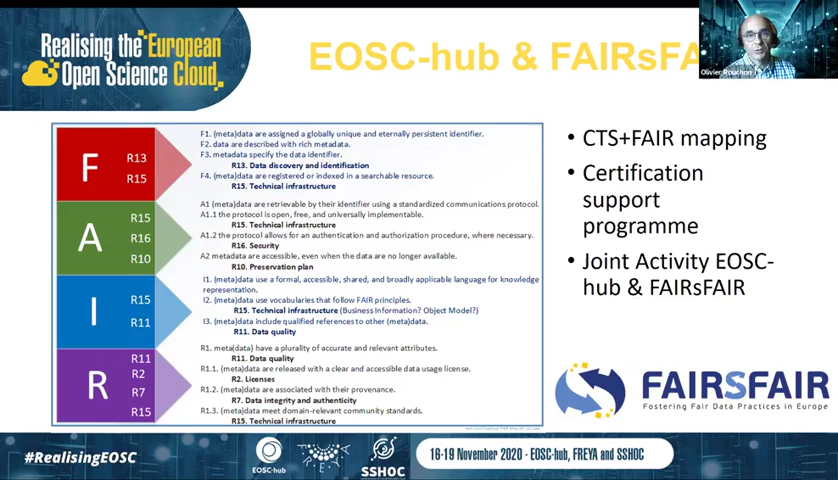 Realising the European
Open Science Cloud
EOSC-hub & FAIRsFA
Olivier Rouchon
F
R13
R15
F1. (meta)data are assigned a globally unique and eternally persistent identifier.
F2. data are described with rich metadata.
F3. metadata specify the data identifier.
R13. Data discovery and identification
F4. (meta)data are registered or indexed in a searchable resource.
R15. Technical infrastructure
A
R15
R16
R10
A1 (meta)data are retrievable by their identifier using a standardized communications protocol.
A1.1 the protocol is open, free, and universally implementable.
R15. Technical infrastructure
A1.2 the protocol allows for an authentication and authorization procedure, where necessary.
R16. Security
A2 metadata are accessible, even when the data are no longer available.
R10. Preservation plan
I
R15
R11
I1. (meta)data use a formal, accessible, shared, and broadly applicable language for knowledge
representation.
I2. (meta)data use vocabularies that follow FAIR principles.
R15. Technical infrastructure (Business Information? Object Model?)
I3. (meta)data include qualified references to other (meta)data.
R11. Data quality
R
R11
R2
R7
R15
R1. meta(data) have a plurality of accurate and relevant attributes.
R11. Data quality
R1.1. (meta)data are released with a clear and accessible data usage license.
R2. Licenses
R1.2. (meta)data are associated with their provenance.
R7. Data integrity and authenticity
R1.3. (meta)data meet domain-relevant community standards.
R15. Technical infrastructure
• CTS+FAIR mapping
• Certification
support
programme
• Joint Activity EOSC-
hub & FAIRsFAIR
FAIRSFAIR
Fostering Fair Data Practices in Europe
#RealisingEOSC
EOSC-hub
FREYA
SSHOC
16-19 November 2020 - EOSC-hub, FREYA and SSHOC